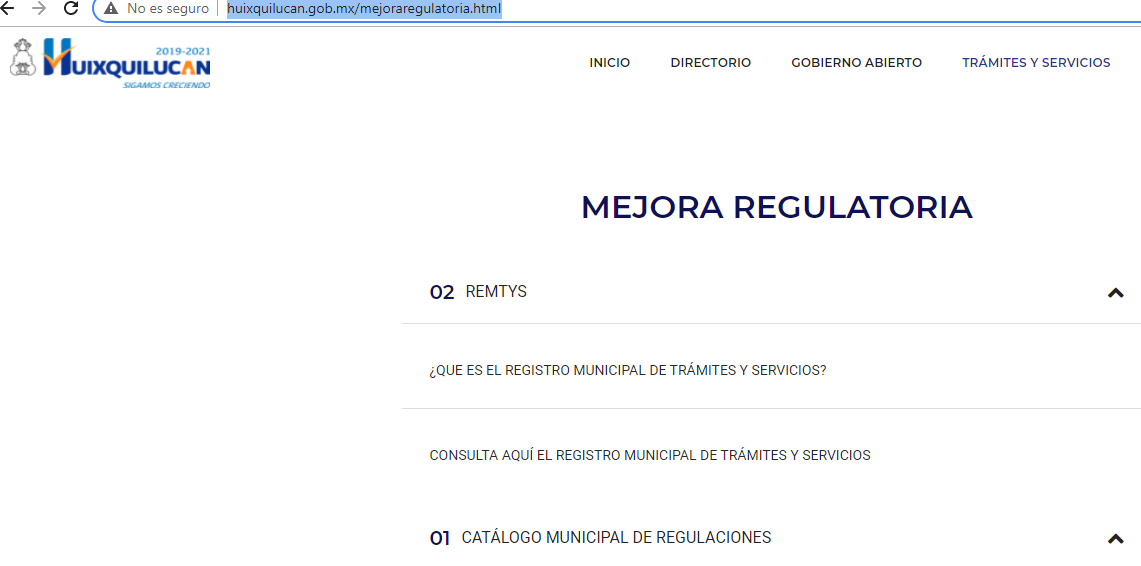 No es seguro | huixquilucan.gob.mx/mejoraregulatoria.html
2019-2021
HUIXQUILUCAN
SIGAMOS CRECIENDO
INICIO DIRECTORIO GOBIERNO ABIERTO TRÁMITES Y SERVICIOS
MEJORA REGULATORIA
02 REMTYS
¿QUE ES EL REGISTRO MUNICIPAL DE TRÁMITES Y SERVICIOS?
CONSULTA AQUÍ EL REGISTRO MUNICIPAL DE TRÁMITES Y SERVICIOS
01 CATÁLOGO MUNICIPAL DE REGULACIONES